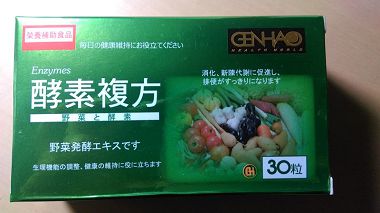 栄養補助食品
毎日の健康維持にお役立てください
GENHAO
HEALTH WORLD
Enzymes
酵素複方
野菜と酵素
野菜発酵エキスです
生理機能の調整、健康の維持に役に立ちます
消化、新陳代謝に促進し、
排便がすっきりになります
30粒